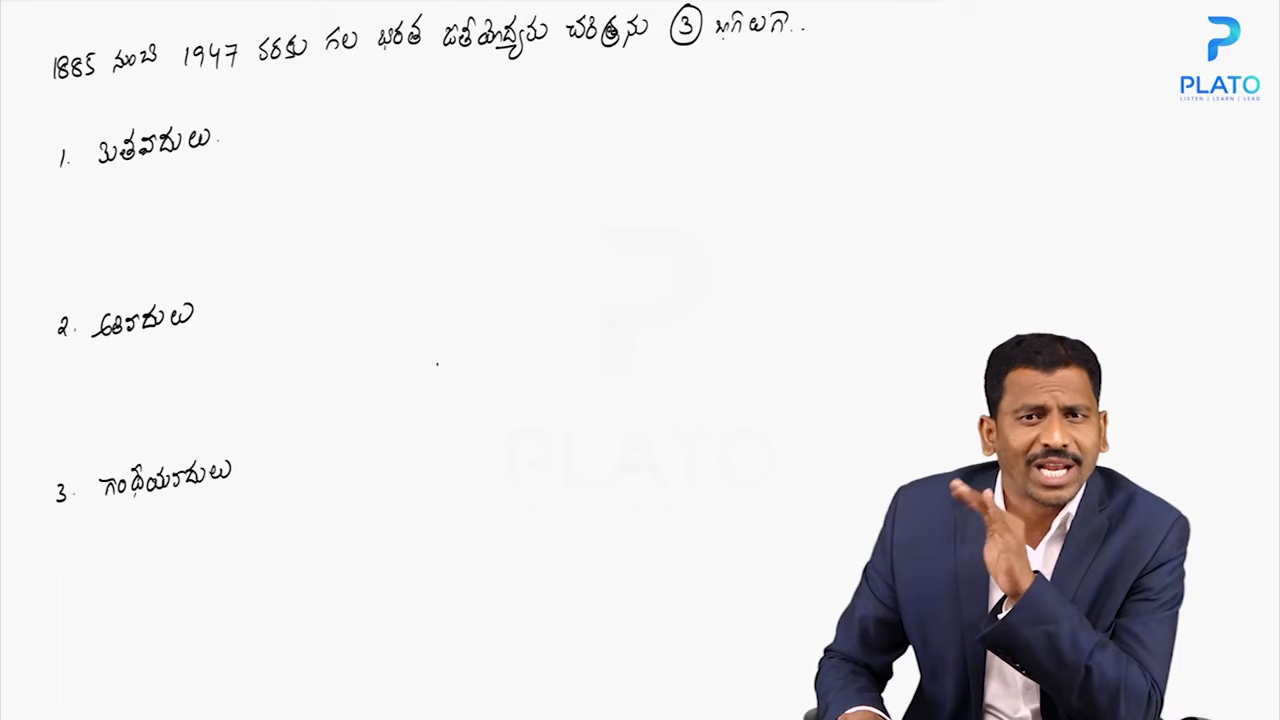 1885 నుంచి 1947 వరకు గల భారత జాతీయోద్యమ చరిత్రను 3 భాగాలుగా..
PLATO
LISTEN | LEARN | LEAD
1. మితవాదులు.
2. అతివాదులు
PLATO
3. గాంధేయవాదులు